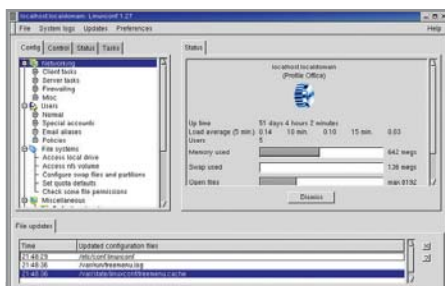 localhost.localdomain: Linuxconf 1.27
File System logs Updates Preferences Help
Config Control Status Tasks
Networking
Client tasks
Server tasks
Firewalling
Misc
Users
Normal
Special accounts
Email aliases
Policies
File systems
Access local drive
Access nfs volume
Configure swap files and partitions
Set quota defaults
Check some file permissions
Miscellaneous
Status
localhost.localdomain
(Profile Office)
Up time 51 days 4 hours 2 minutes
Load average (5 min.) 0.14 10 min. 0.10 15 min. 0.03
Users 5
Memory used 642 megs
Swap used 136 megs
Open files max 8192
Dismiss
File updates
Time Updated configuration files
21:48:29 /etc/conf.linuxconf
21:48:36 /var/run/treemenu.log
21:48:36 /var/state/linuxconf/treemenu.cache